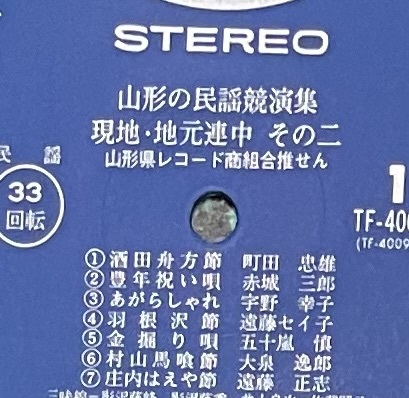 STEREO
山形の民謡競演集
現地・地元連中 その二
山形県レコード商組合推せん
民 謡
33
回転
1
TF-400
(TF-4009
①酒田舟方節 町田 忠雄
②豊年祝い唄 赤城 三郎
③あがらしゃれ 宇野 幸子
④羽根沢節 遠藤セイ子
⑤金掘り唄 五十嵐 慎
⑥村山馬喰節 大泉 逸郎
⑦庄内はえや節 遠藤 正志